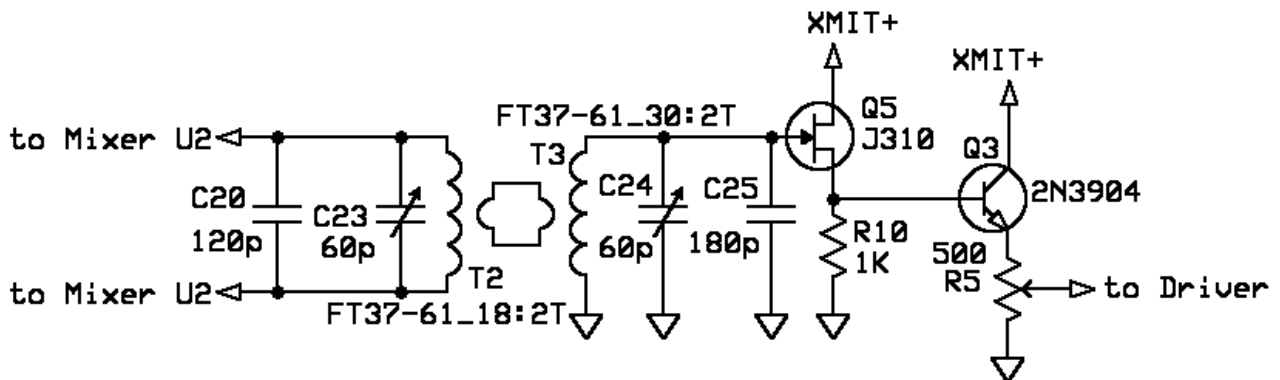 XMIT+
XMIT+
FT37-61_30:2T
Q5
J310
to Mixer U2
T3
Q3
C20
120p
C23
60p
C24
60p
C25
180p
2N3904
R10
1K
500
R5
T2
to Mixer U2
to Driver
FT37-61_18:2T